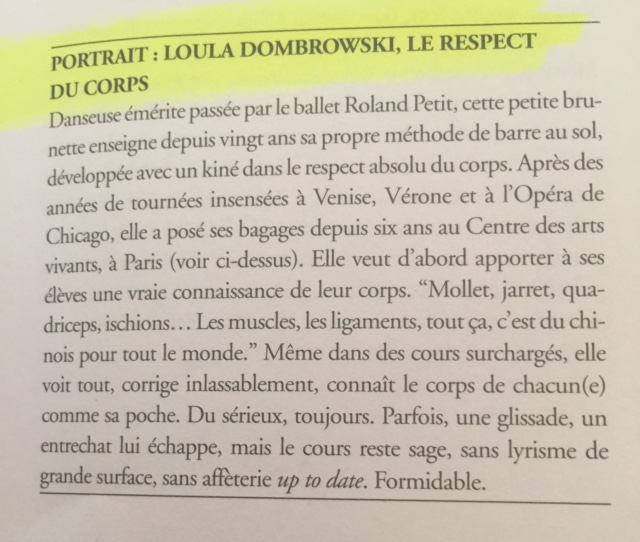 PORTRAIT : LOULA DOMBROWSKI, LE RESPECT
DU CORPS
Danseuse émérite passée par le ballet Roland Petit, cette petite bru-
nette enseigne depuis vingt ans sa propre méthode de barre au sol,
développée avec un kiné dans le respect absolu du corps. Après des
années de tournées insensées à Venise, Vérone et à l’Opéra de
Chicago, elle a posé ses bagages depuis six ans au Centre des arts
vivants, à Paris (voir ci-dessus). Elle veut d’abord apporter à ses
élèves une vraie connaissance de leur corps. “Mollet, jarret, qua-
driceps, ischions… Les muscles, les ligaments, tout ça, c’est du chi-
nois pour tout le monde.” Même dans des cours surchargés, elle
voit tout, corrige inlassablement, connaît le corps de chacun(e)
comme sa poche. Du sérieux, toujours. Parfois, une glissade, un
entrechat lui échappe, mais le cours reste sage, sans lyrisme de
grande surface, sans affèterie up to date. Formidable.